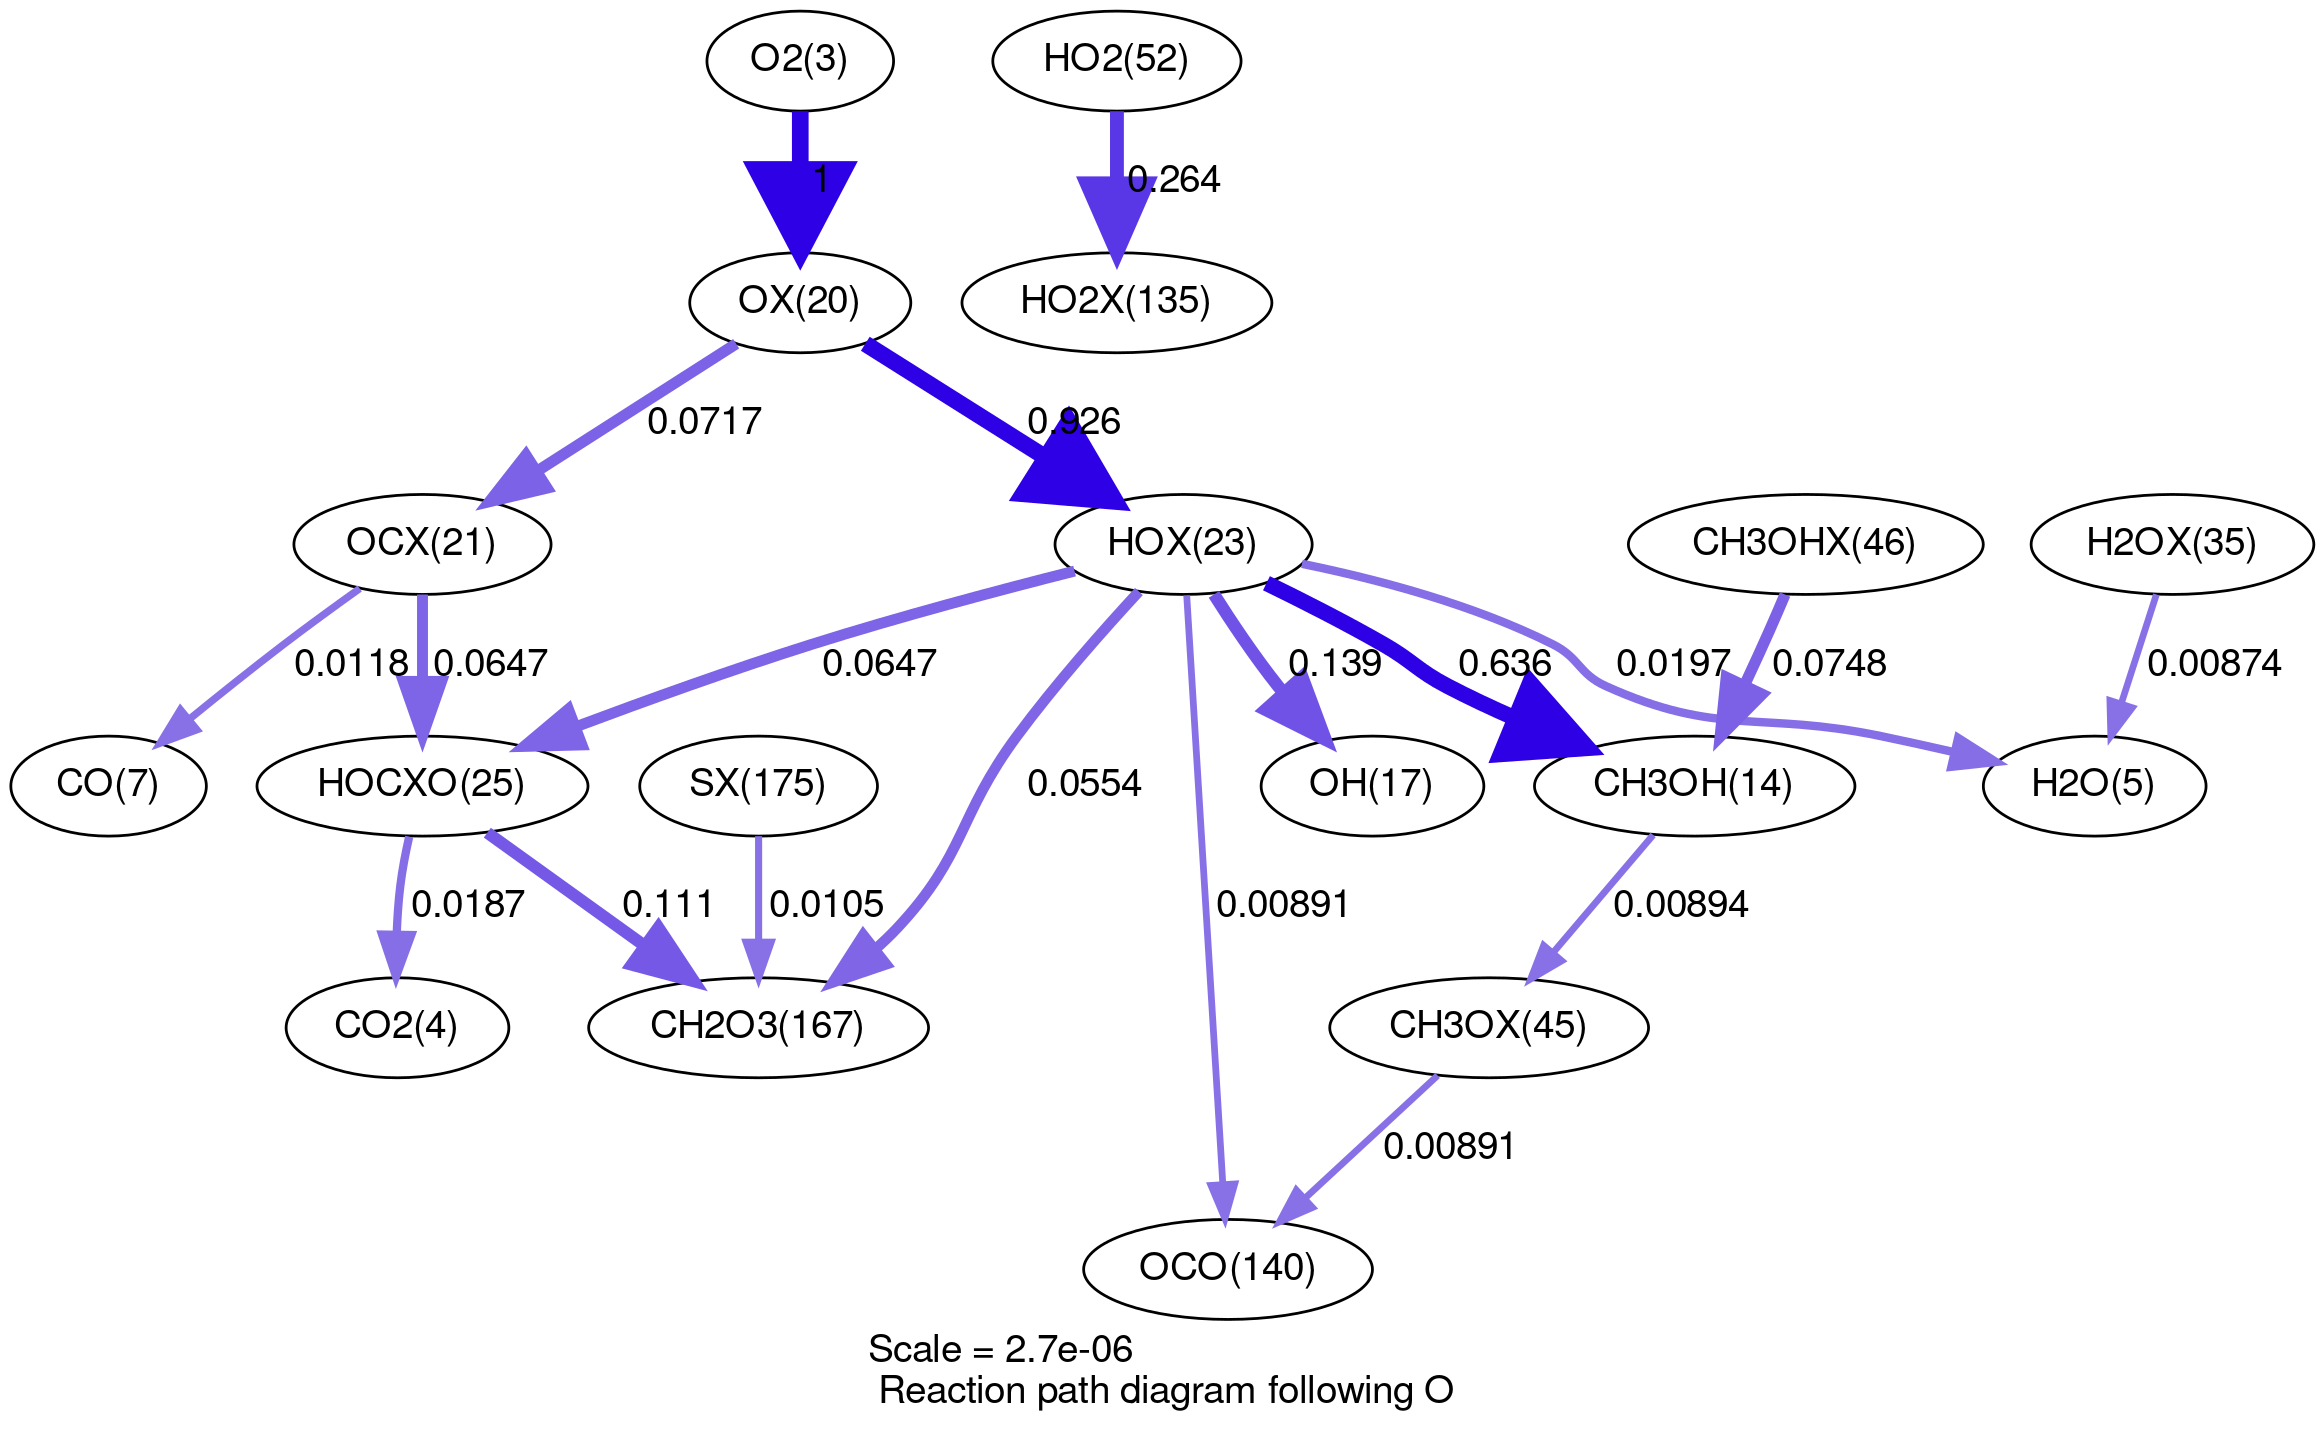 O2(3)
HO2(52)
1
0.264
OX(20)
HO2X(135)
0.0717
0.926
OCX(21)
HOX(23)
CH3OHX(46)
H2OX(35)
0.0118
0.0647
0.0647
0.139
0.636
0.0197
0.0748
0.00874
CO(7)
HOCXO(25)
SX(175)
0.0554
OH(17)
CH3OH(14)
H2O(5)
0.0187
0.111
0.0105
0.00891
0.00894
CO2(4)
CH2O3(167)
CH3OX(45)
0.00891
OCO(140)
Scale = 2.7e-06
Reaction path diagram following O